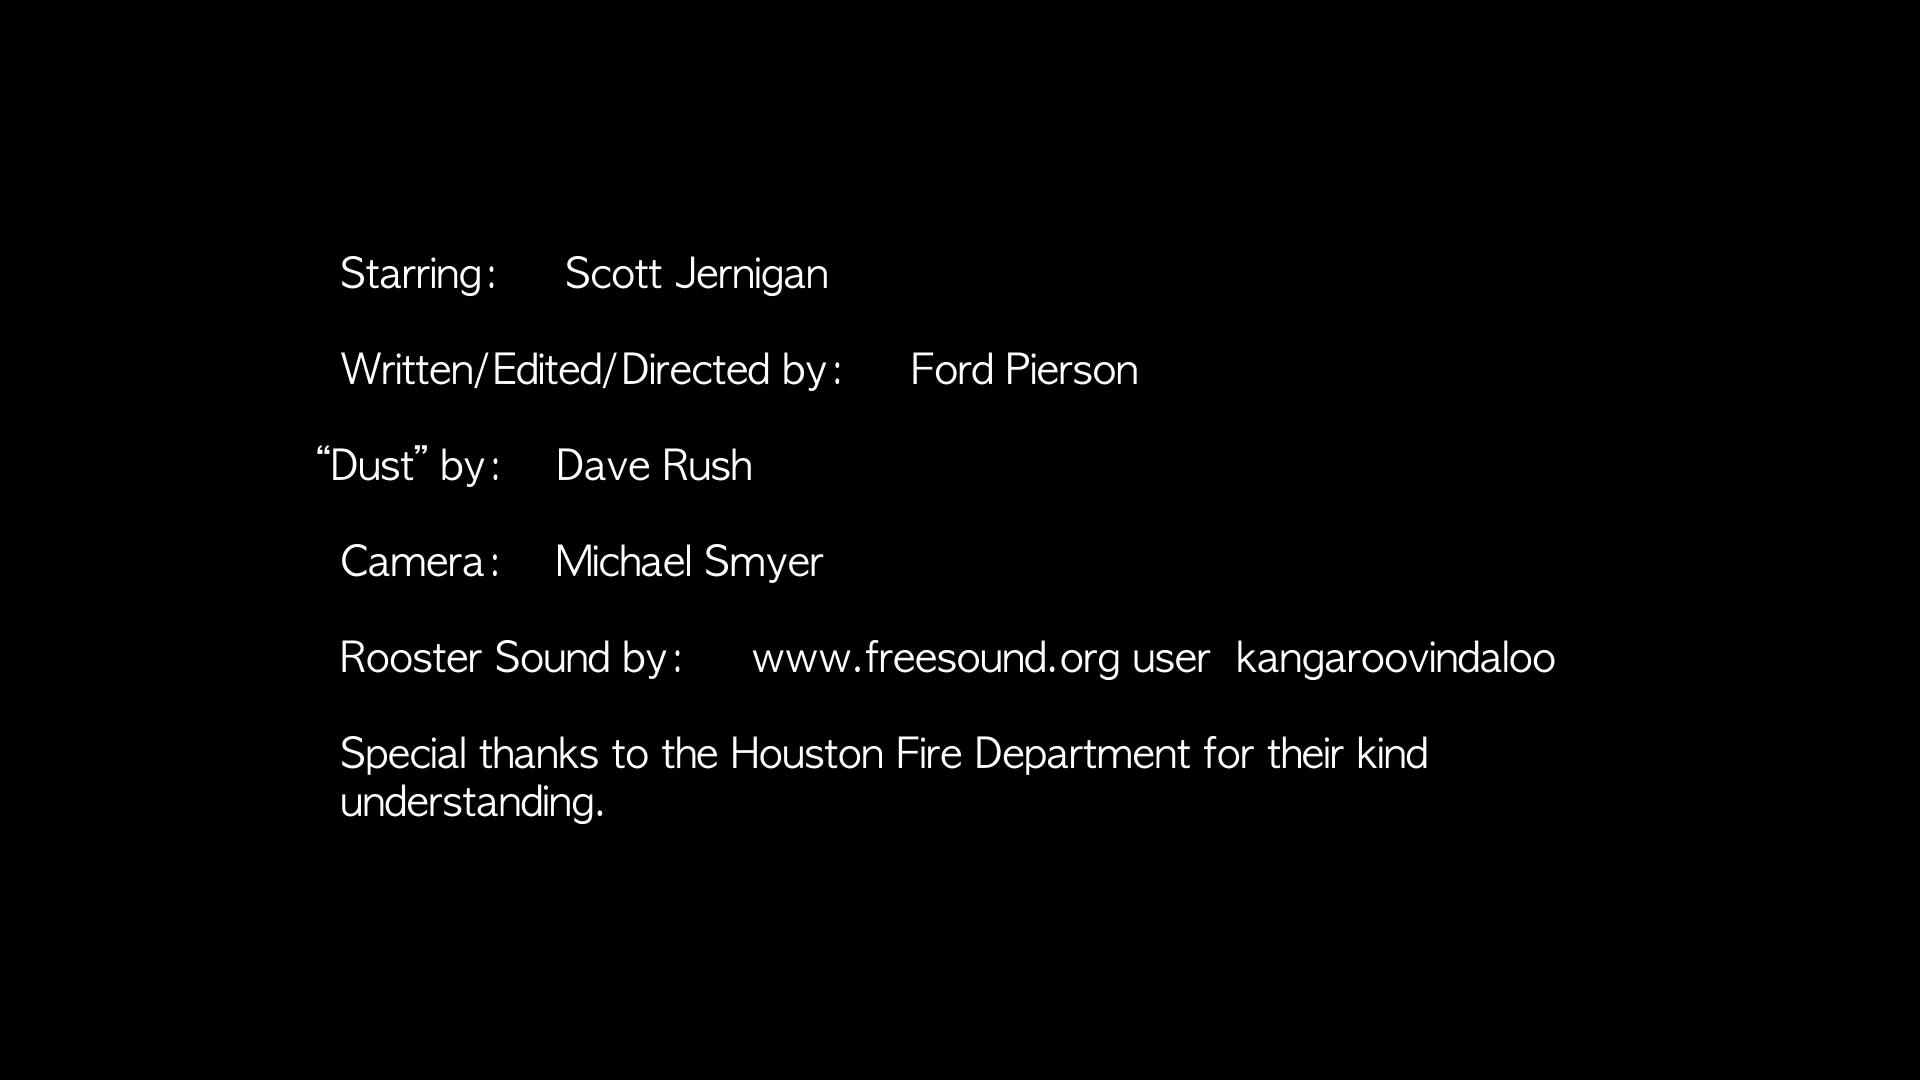 Starring: Scott Jernigan
Written/Edited/Directed by: Ford Pierson
“Dust” by: Dave Rush
Camera: Michael Smyer
Rooster Sound by: www.freesound.org user kangaroovindaloo
Special thanks to the Houston Fire Department for their kind
understanding.